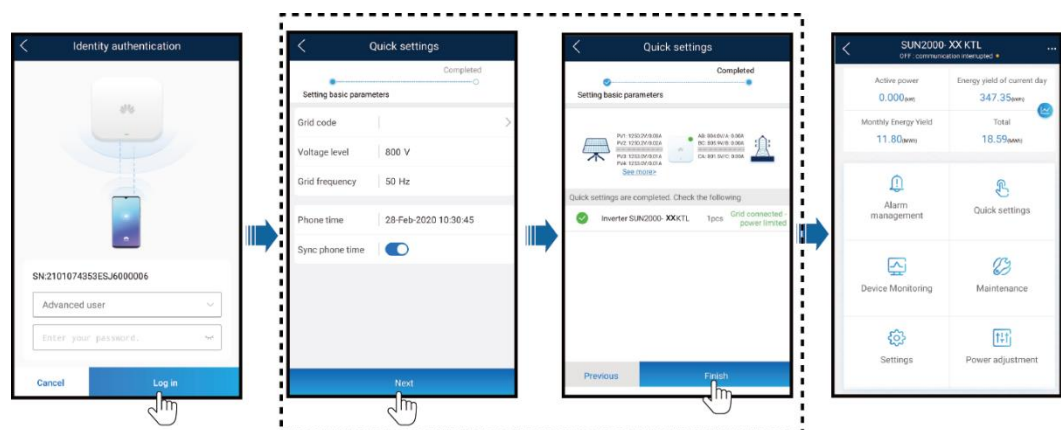 Identity authentication
SN:2101074353ESJ6000006
Advanced user
Enter your password.
Cancel
Log in
Quick settings
Completed
Setting basic parameters
Grid code
Voltage level 800 V
Grid frequency 50 Hz
Phone time 28-Feb-2020 10:30:45
Sync phone time
Next
Quick settings
Completed
Setting basic parameters
See more>
Quick settings are completed. Check the following
Inverter SUN2000- XXKTL 1pcs Grid connected -
power limited
Previous
Finish
SUN2000- XX KTL
OFF : communication interrupted
Active power Energy yield of current day
0.000(kW) 347.35(kWh)
Monthly Energy Yield Total
11.80(MWh) 18.59(MWh)
Alarm
management
Quick settings
Device Monitoring Maintenance
Settings Power adjustment